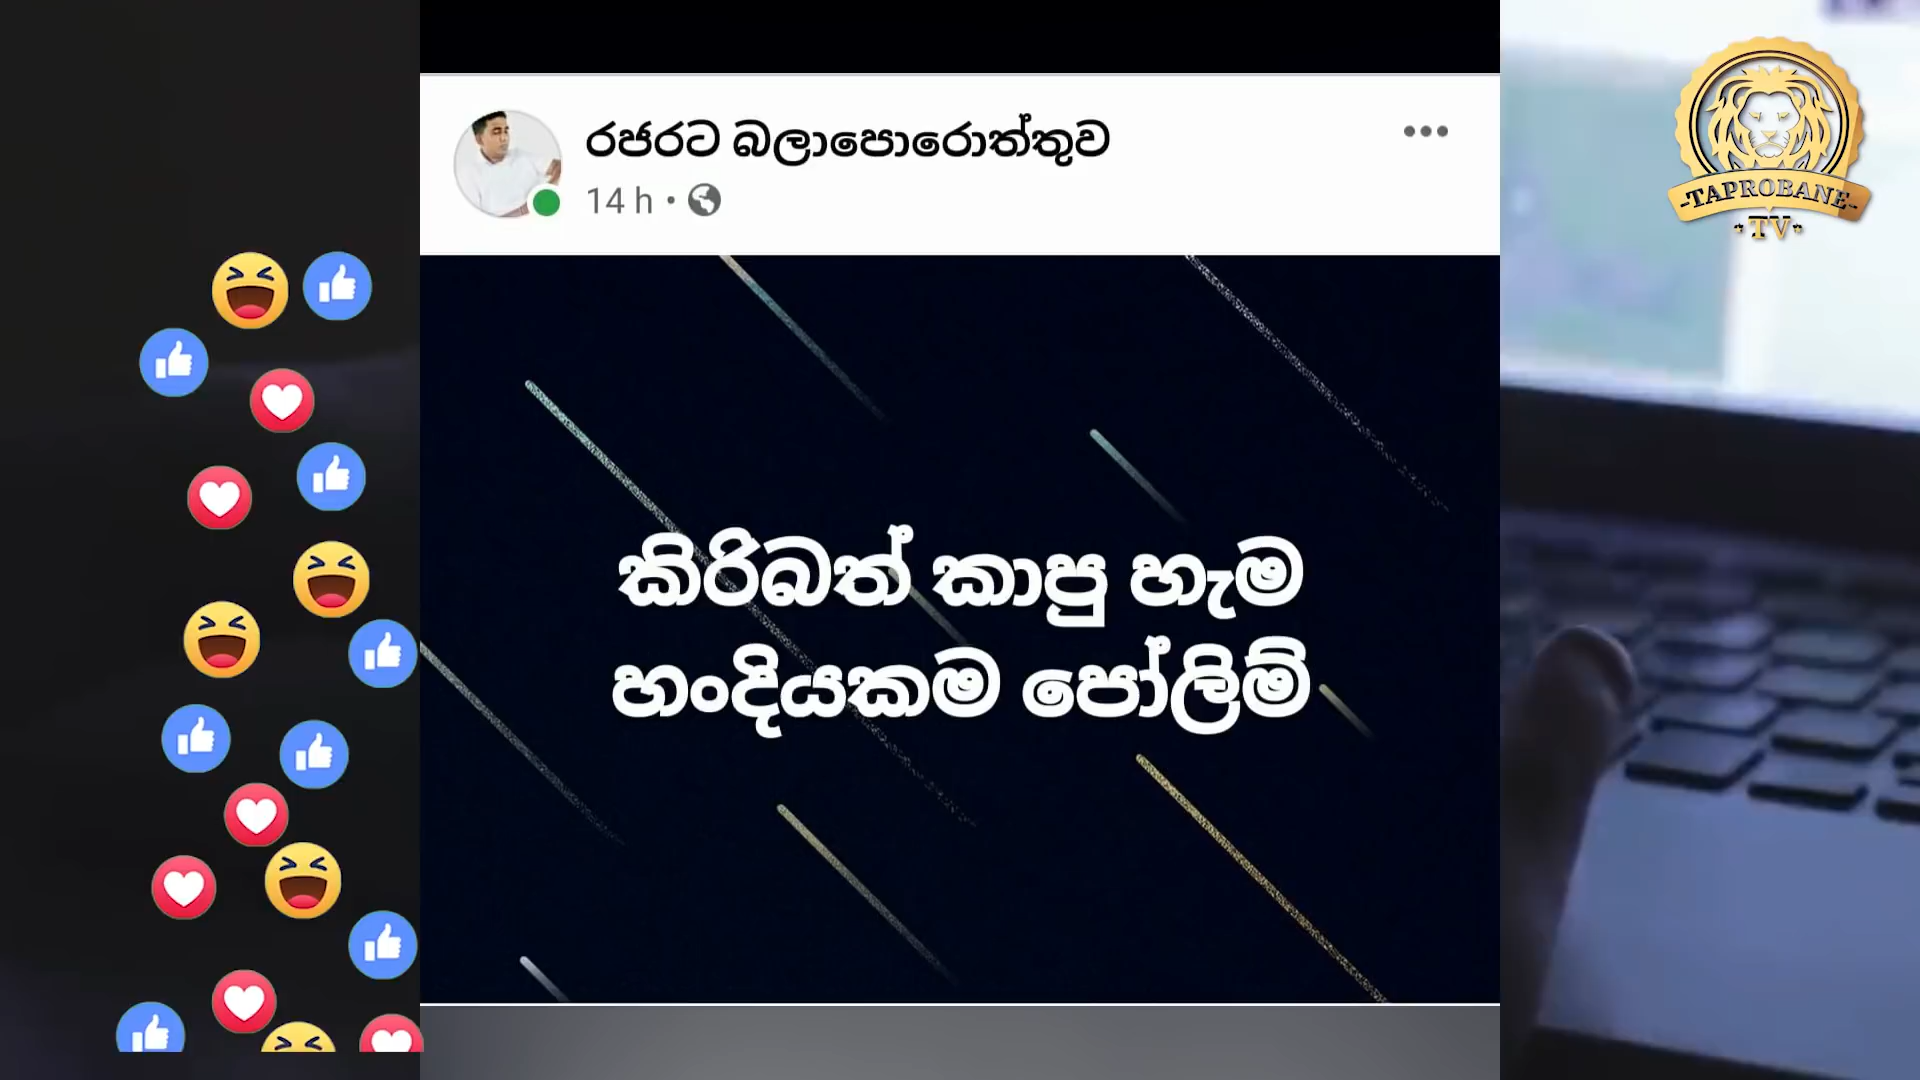 රජරට බලාපොරොත්තුව
14 h
කිරිබත් කාපු හැම
හංදියකම පෝලිම්
-TAPROBANE-
TV